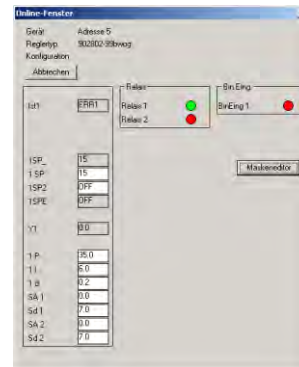 Online-Fenster
Gerät Adresse 5
Reglertyp 902802-39bwog
Konfiguration
Abbrechen
Relais
Bin.Eing.
Ist1 ERR1
Relais 1
BinEing 1
Relais 2
1SP_ 15
1 SP 15
1SP2 OFF
1SPE OFF
Maskeneditor
Y1 0.0
1 P 35.0
1 I 6.0
0.2
SA 1 0.0
Sd 1 7.0
SA 2 0.0
Sd 2 7.0